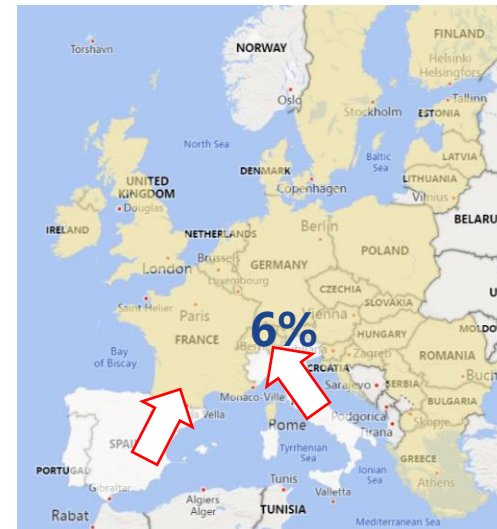 FINLAND
NORWAY
Torshavn
Helsinki
Helsingfors
Oslo
Tallinn
Stockholm
ESTONIA
North Sea
Baltic
Sea
LATVIA
DENMARK
LITHUANIA
UNITED
KINGDOM
Copenhagen
Vilnius
Douglas
BELARU
IRELAND
NETHERLANDS
Berlin
London
Brussels
GERMANY
POLAND
Luxembourg
CZECHIA
Saint Helier
Paris
SLOVAKIA
Vienna
6%
FRANCE
HUNGARY
MOLDO
Bay
of Biscay
Zagreb
ROMANIA
CROATIA
Buch
Monaco-Ville
Sarajevo
SERBIA
BULGARIA
Vella
Podgorica
Skopje
SPAI
Rome
Tirana
PORTUGAL
Tyrrhenian
Sea
Ionian
Sea
GREECE
Athens
Gibraltar
Algiers
Alger
Tunis
Valletta
Rabat
TUNISIA
Mediterranean Sea